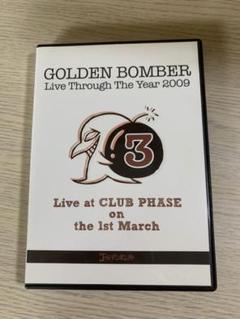 GOLDEN BOMBER
Live Through The Year 2009
3
Live at CLUB PHASE
on
the 1st March